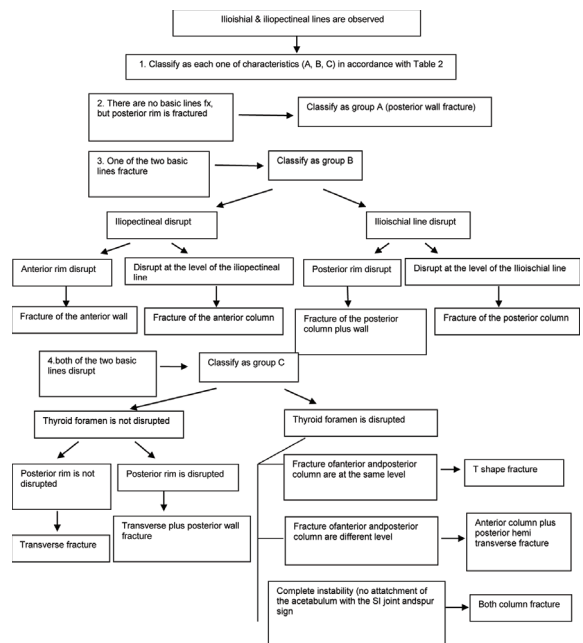 Ilioishial & iliopectineal lines are observed
1. Classify as each one of characteristics (A, B, C) in accordance with Table 2
2. There are no basic lines fx,
but posterior rim is
fractured
Classify as group A (posterior wall fracture)
3. One of the two basic
lines fracture
Classify as group B
Iliopectineal disrupt
Ilioischial line disrupt
Anterior rim disrupt
Disrupt at the level of the iliopectineal
line
Posterior rim disrupt
Disrupt at the level of the Ilioischial line
Fracture of the anterior wall
Fracture of the anterior column
Fracture of the posterior
column plus wall
Fracture of the posterior column
4.both of the two basic
lines disrupt
Classify as group C
Thyroid foramen is not disrupted
Thyroid foramen is disrupted
Posterior rim is not
disrupted
Posterior rim is disrupted
Transverse fracture
Transverse plus posterior wall
fracture
Fracture ofanterior andposterior
column are at the same level
T shape fracture
Fracture ofanterior andposterior
column are different level
Anterior column plus
posterior hemi
transverse fracture
Complete instability (no attatchment of
the acetabulum with the SI joint andspur
sign
Both column fracture